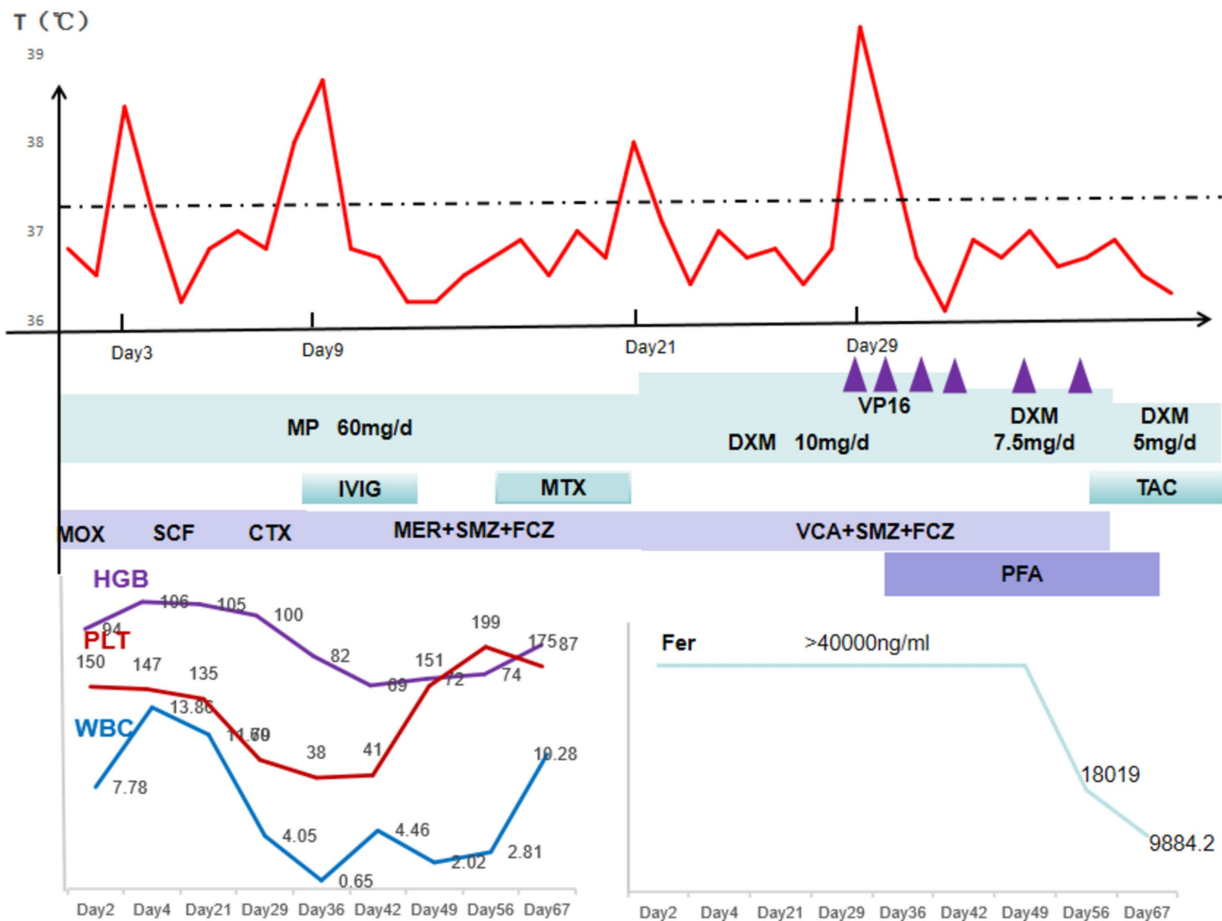 T（℃）
39
38
37
36
Day3 Day9 Day21 Day29
VP16
MP 60mg/d
DXM 10mg/d
DXM
7.5mg/d
DXM
5mg/d
IVIG MTX TAC
MOX SCF CTX MER+SMZ+FCZ VCA+SMZ+FCZ
PFA
HGB
94 106 105 100 82 69 72 74 87
PLT
150 147 135 70 38 41 151 199 175
WBC
7.78 13.86 11.69 4.05 0.65 4.46 2.02 2.81 10.28
Day2 Day4 Day21 Day29 Day36 Day42 Day49 Day56 Day67
Fer >40000ng/ml
18019
9884.2
Day2 Day4 Day21 Day29 Day36 Day42 Day49 Day56 Day67